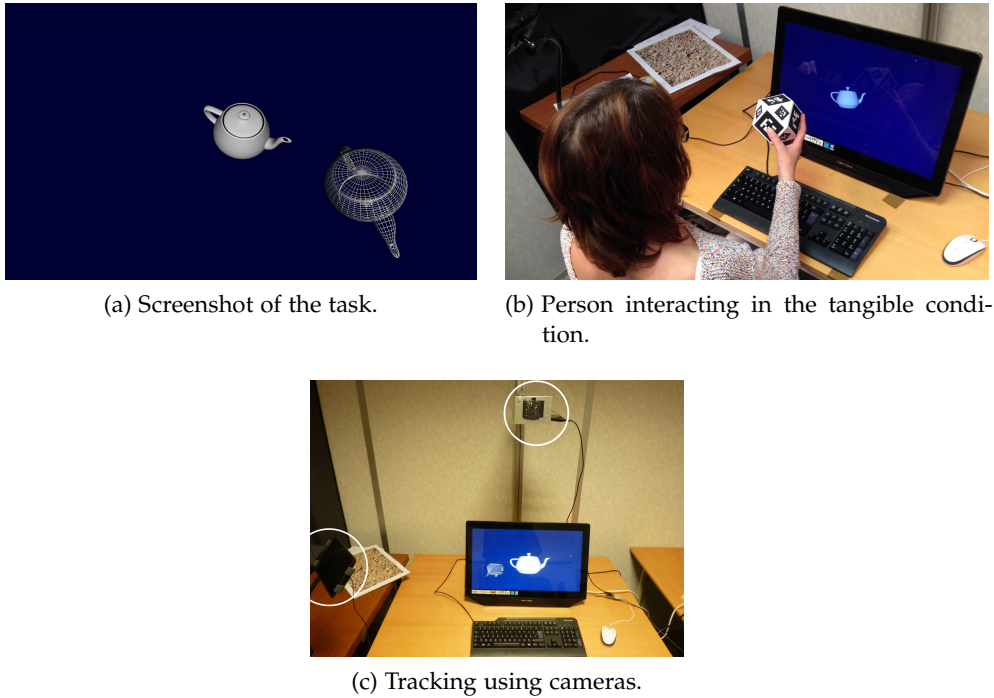 (a) Screenshot of the task.
(b) Person interacting in the tangible condi-
tion.
(c) Tracking using cameras.